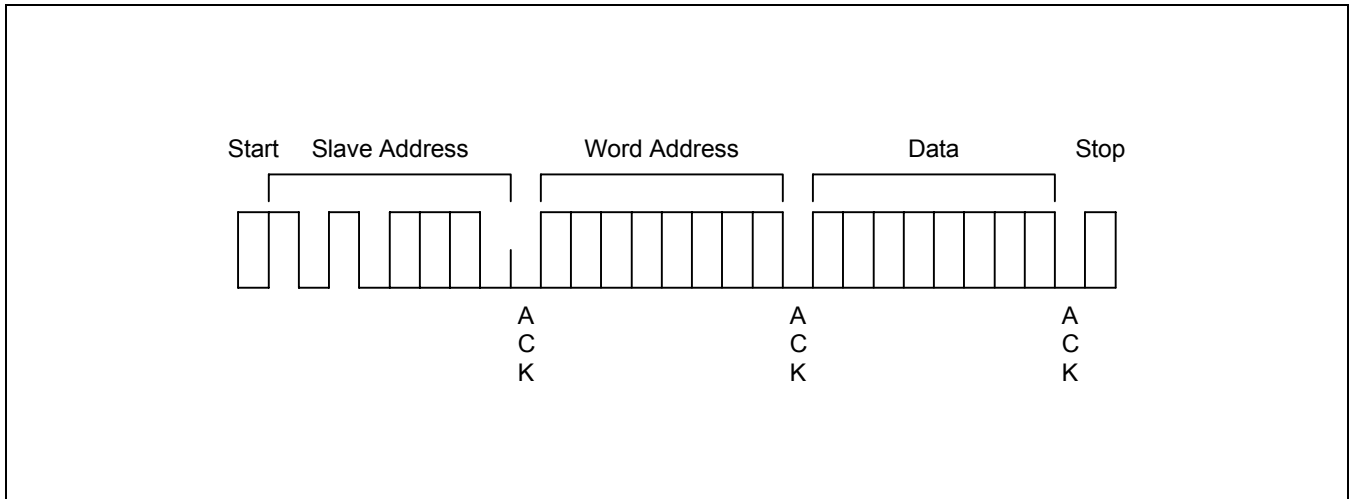 Start Slave Address Word Address Data Stop
A A A
C C C
K K K